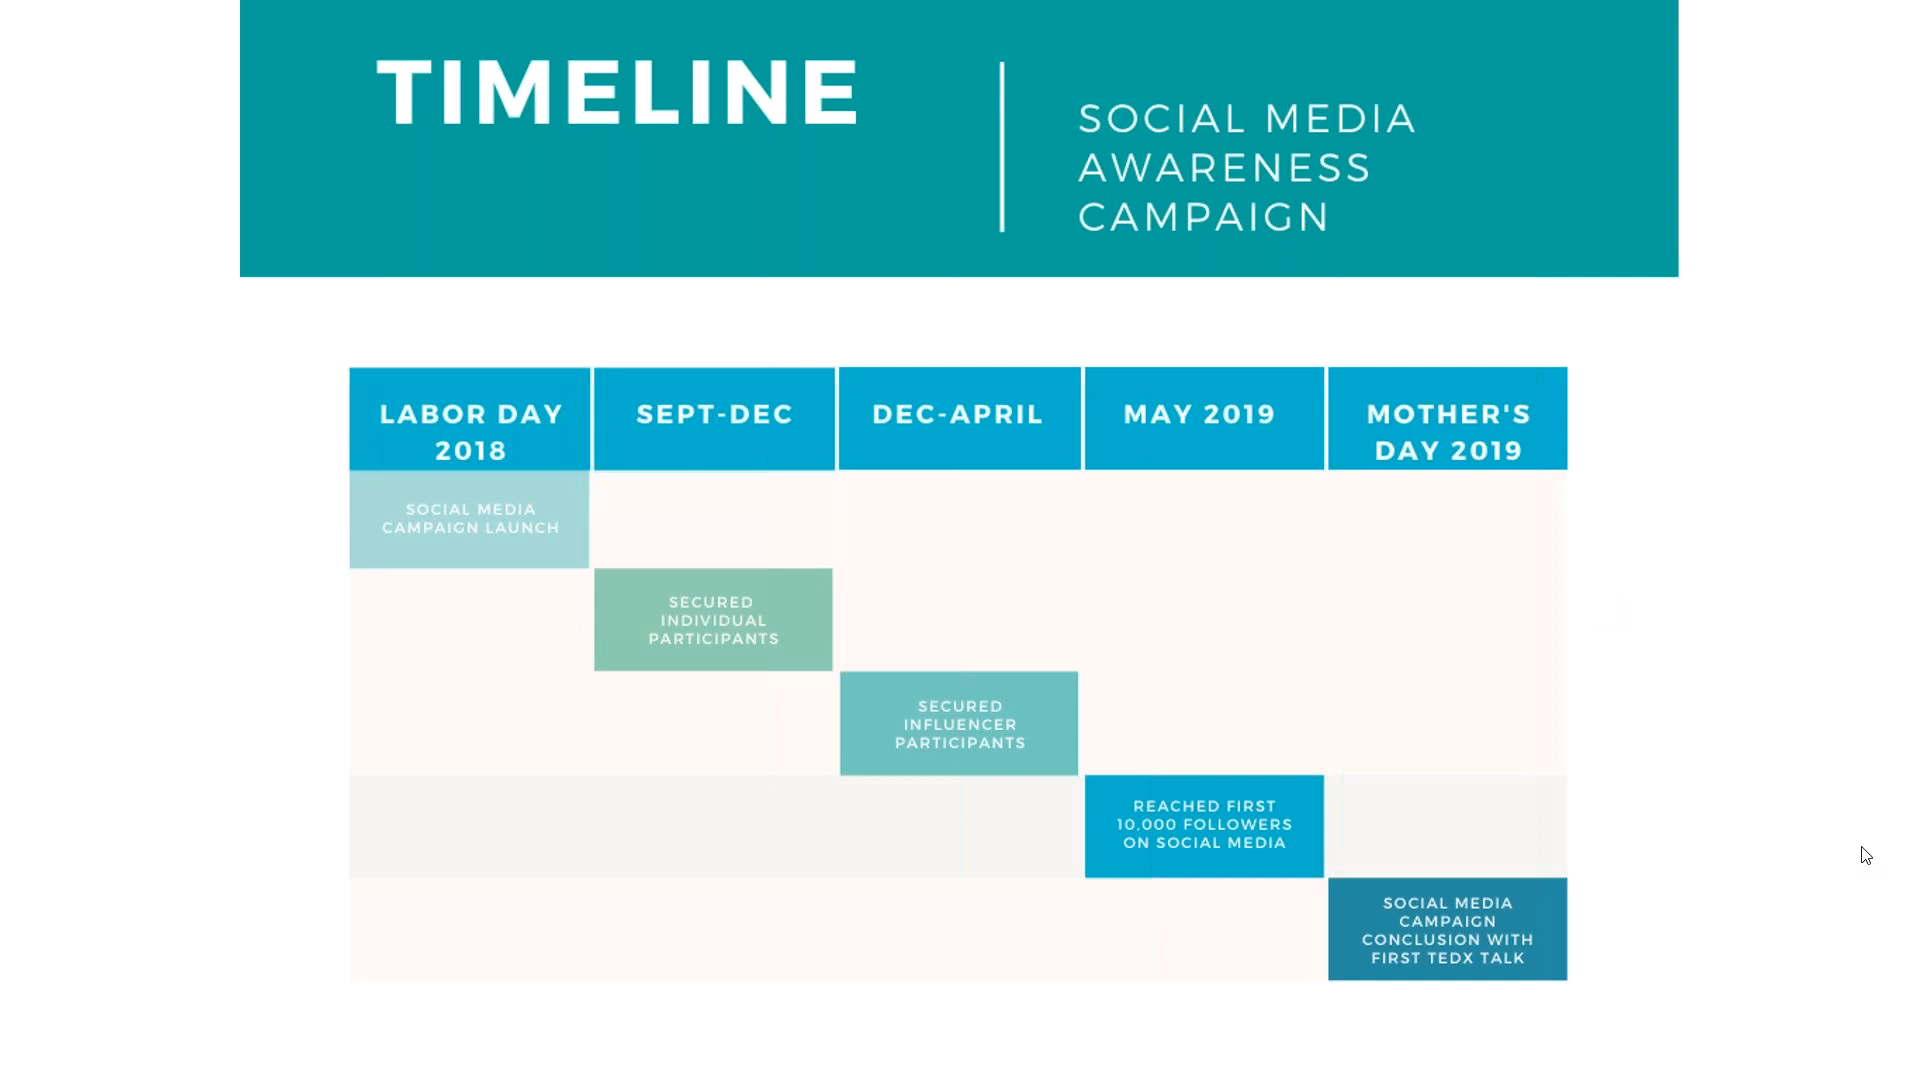 TIMELINE
SOCIAL MEDIA
AWARENESS
CAMPAIGN
LABOR DAY
2018
SEPT-DEC
DEC-APRIL
MAY 2019
MOTHER'S
DAY 2019
SOCIAL MEDIA
CAMPAIGN LAUNCH
SECURED
INDIVIDUAL
PARTICIPANTS
SECURED
INFLUENCER
PARTICIPANTS
REACHED FIRST
10,000 FOLLOWERS
ON SOCIAL MEDIA
SOCIAL MEDIA
CAMPAIGN
CONCLUSION WITH
FIRST TEDX TALK